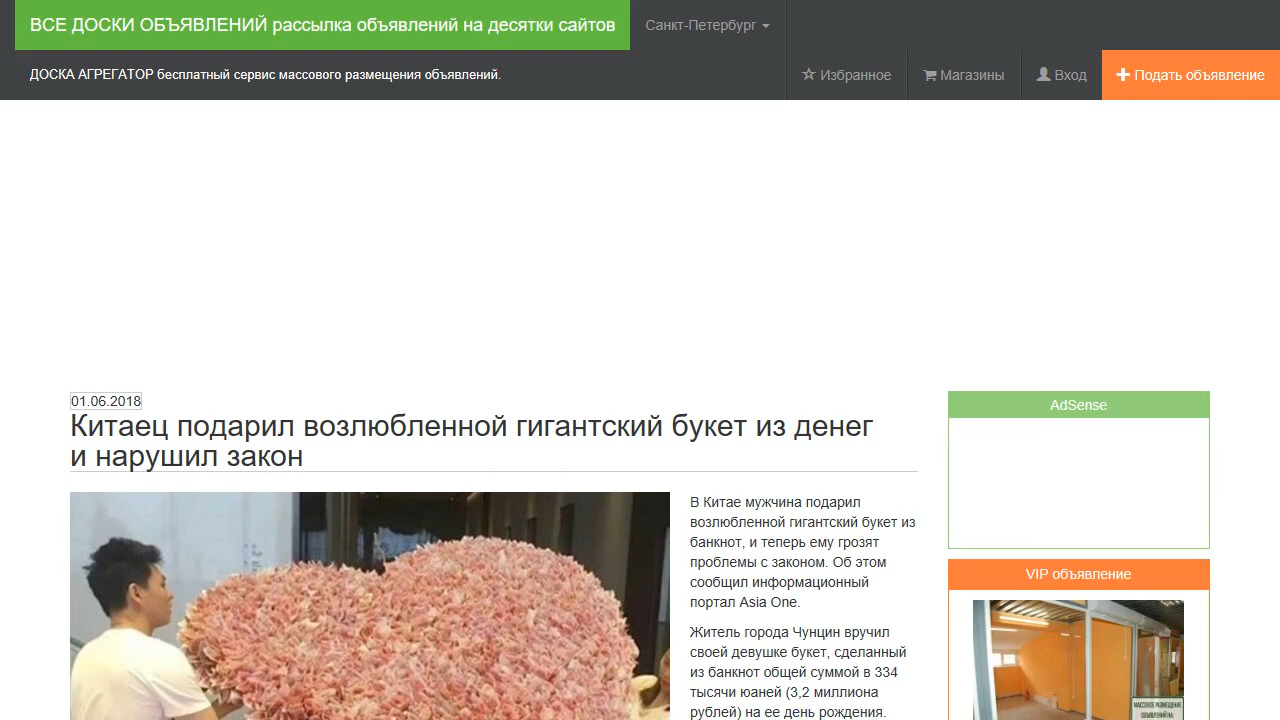 ВСЕ ДОСКИ ОБЪЯВЛЕНИЙ рассылка объявлений на десятки сайтов
Санкт-Петербург
ДОСКА АГРЕГАТОР бесплатный сервис массового размещения объявлений.
Избранное
Магазины
Вход
Подать объявление
01.06.2018
Китаец подарил возлюбленной гигантский букет из денег
и нарушил закон
В Китае мужчина подарил
возлюбленной гигантский букет из
банкнот, и теперь ему грозят
проблемы с законом. Об этом
сообщил информационный
портал Asia One.
Житель города Чунцин вручил
своей девушке букет, сделанный
из банкнот общей суммой в 334
тысячи юаней (3,2 миллиона
рублей) на ее день рождения.
AdSense
VIP объявление
МАССОВОЕ РАЗМЕЩЕНИЕ
ОБЪЯВЛЕНИЙ НА: